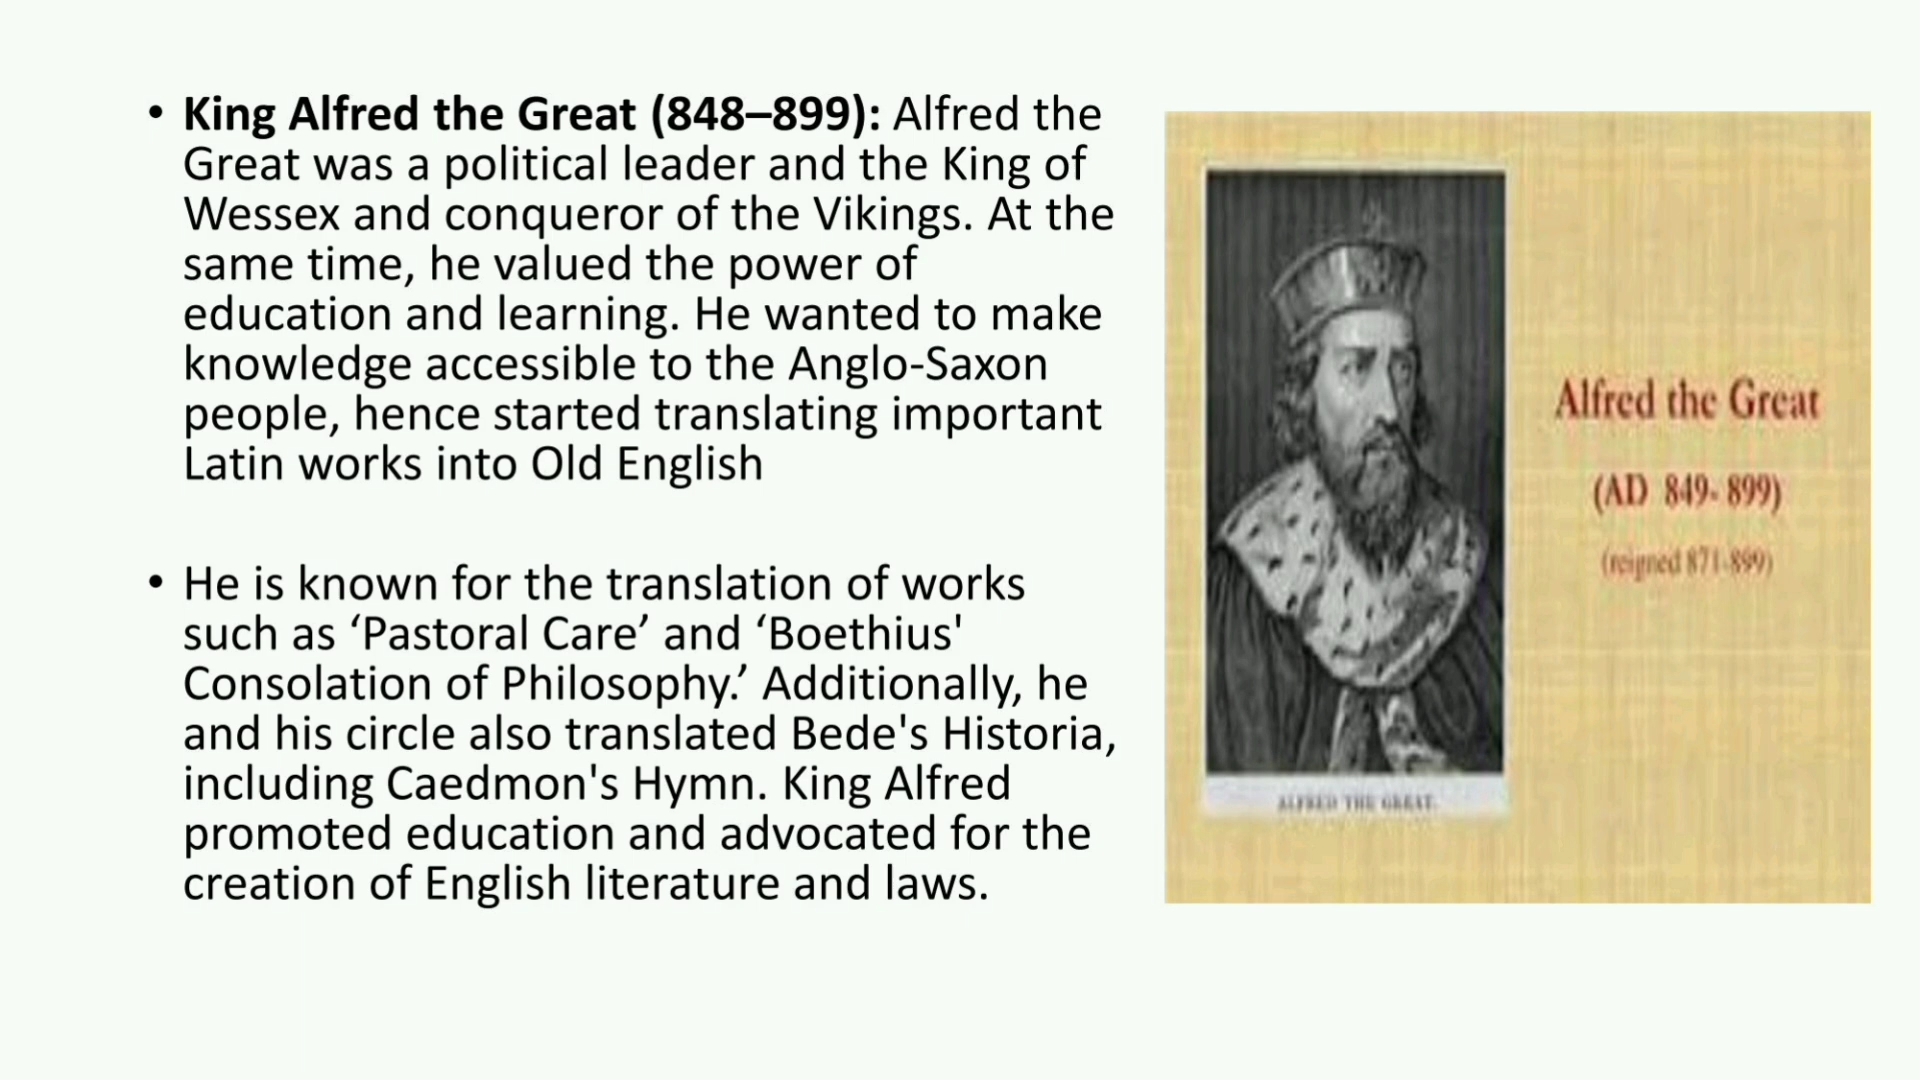 • King Alfred the Great (848–899): Alfred the
Great was a political leader and the King of
Wessex and conqueror of the Vikings. At the
same time, he valued the power of
education and learning. He wanted to make
knowledge accessible to the Anglo-Saxon
people, hence started translating important
Latin works into Old English
• He is known for the translation of works
such as ‘Pastoral Care’ and ‘Boethius'
Consolation of Philosophy.’ Additionally, he
and his circle also translated Bede's Historia,
including Caedmon's Hymn. King Alfred
promoted education and advocated for the
creation of English literature and laws.
Alfred the Great
(AD 849- 899)
(reigned 871-899)
ALFRED THE GREAT.